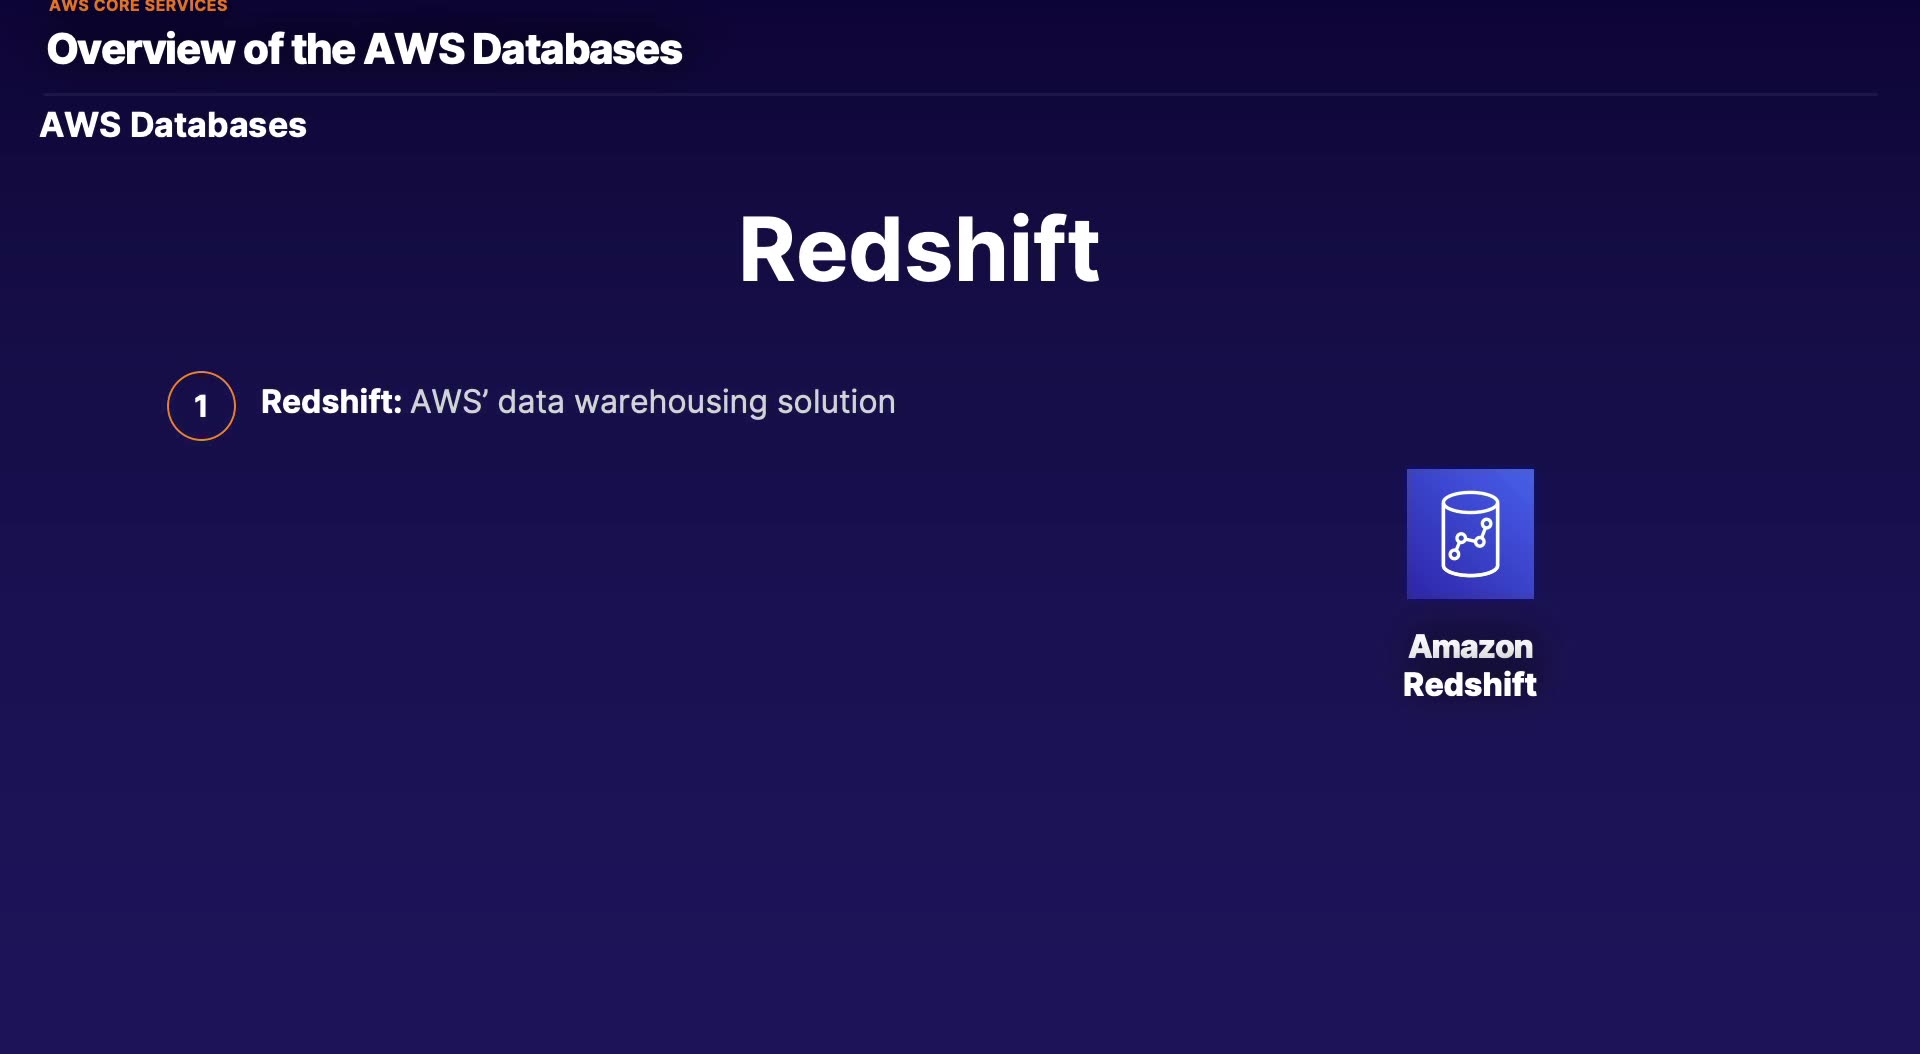 AWS CORE SERVICES
Overview of the AWS Databases
AWS Databases
Redshift
1 Redshift: AWS’ data warehousing solution
Amazon
Redshift